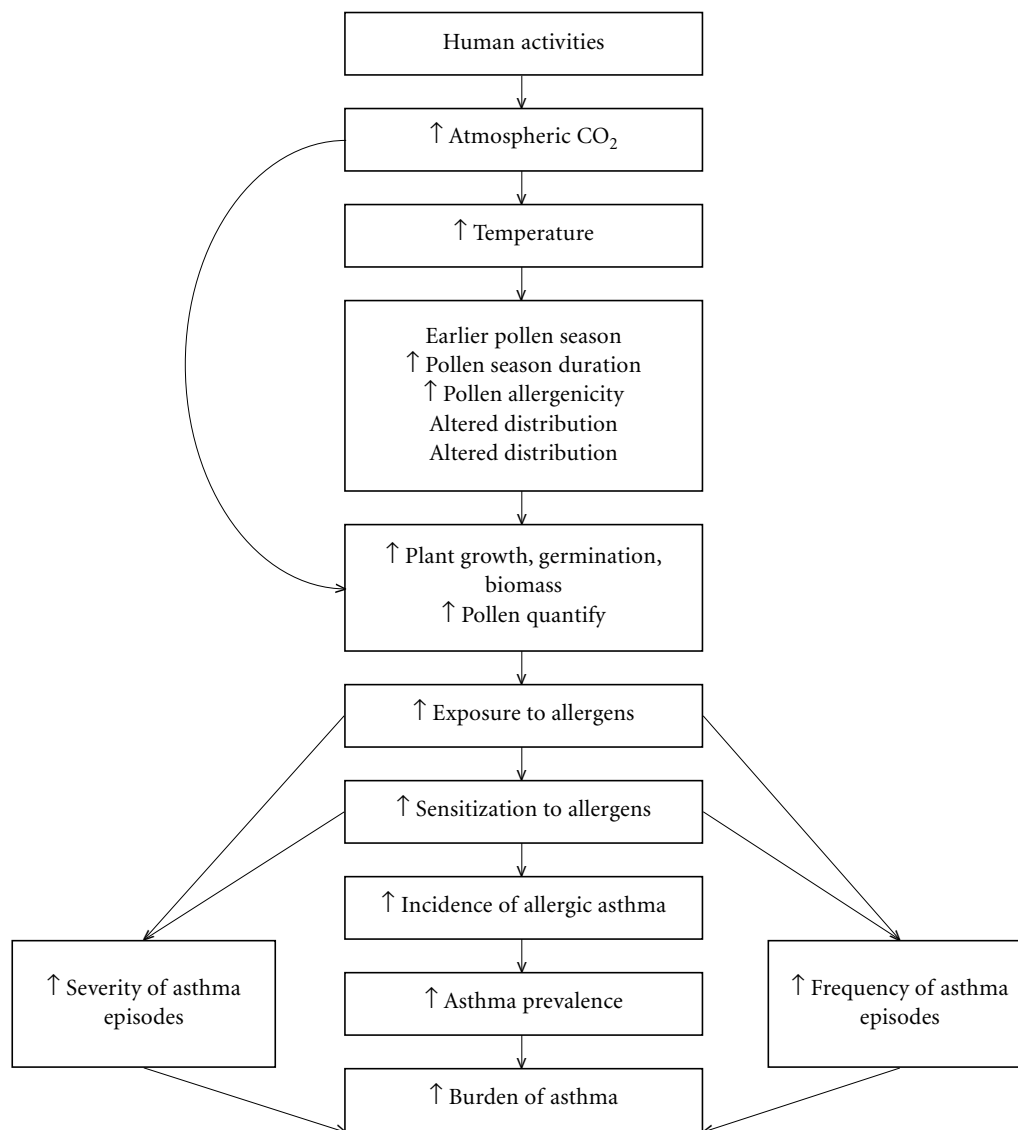 Human activities
↑ Atmospheric CO₂
↑ Temperature
Earlier pollen season
↑ Pollen season duration
↑ Pollen allergenicity
Altered distribution
Altered distribution
↑ Plant growth, germination,
biomass
↑ Pollen quantify
↑ Exposure to allergens
↑ Sensitization to allergens
↑ Incidence of allergic asthma
↑ Severity of asthma
episodes
↑ Asthma prevalence
↑ Frequency of asthma
episodes
↑ Burden of asthma